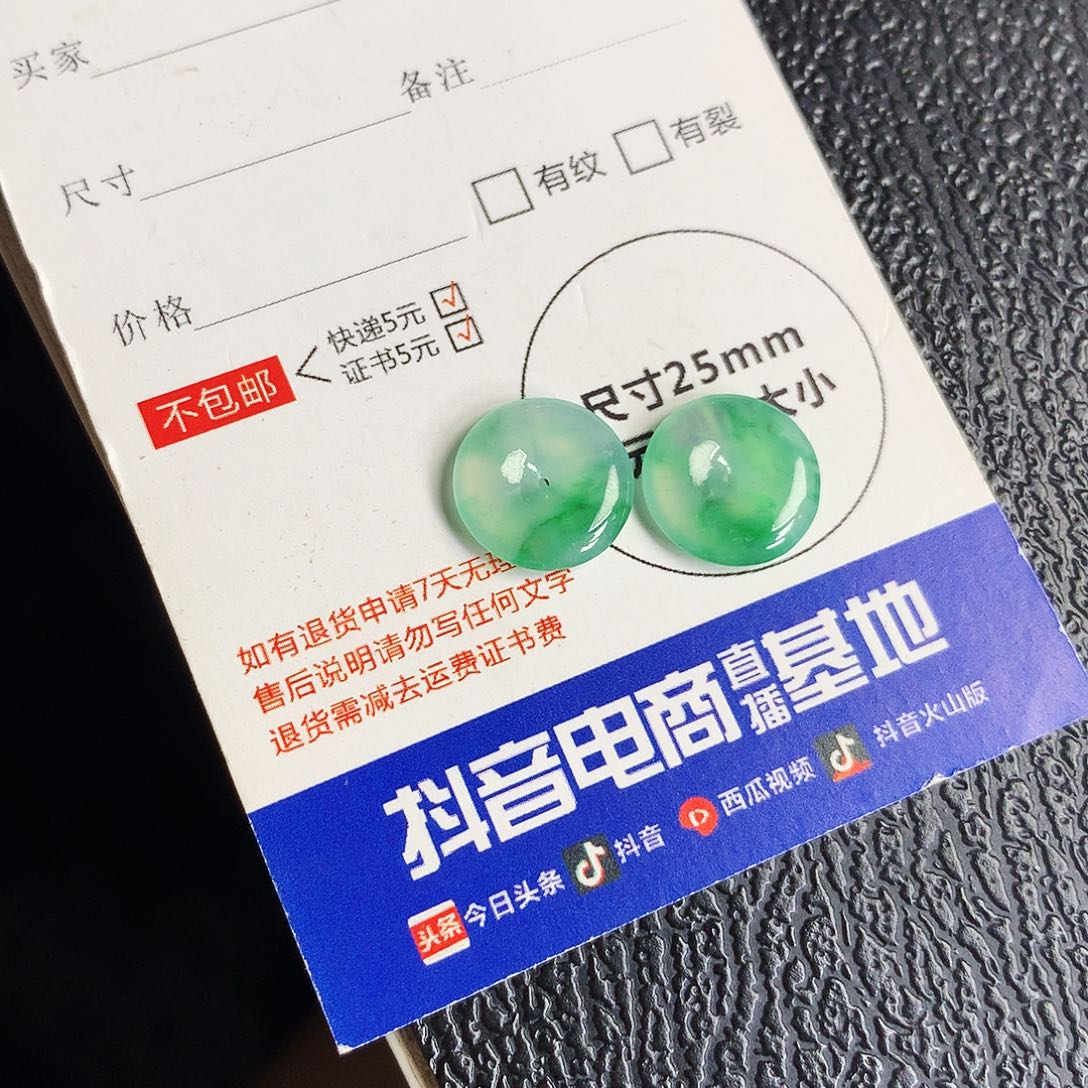 买家
备注
尺寸
有纹
有裂
价格
快递5元
证书5元
不包邮
尺寸25mm
大小
如有退货申请7天无
售后说明请勿写任何文字
退货需减去运费证书费
抖音电商直播基地
头条 今日头条 抖音 西瓜视频 抖音火山版